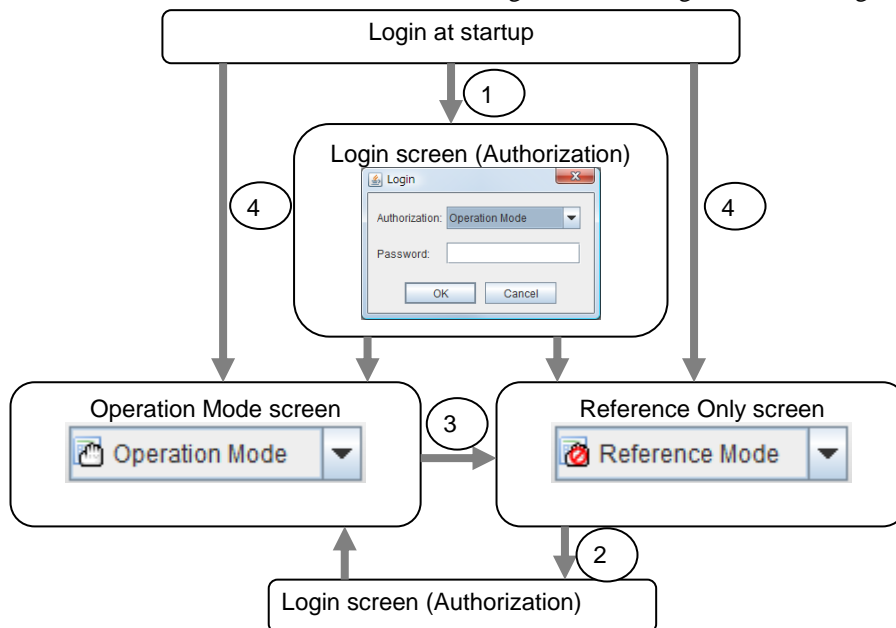 Login at startup
1
Login screen (Authorization)
Login
Authorization: Operation Mode
Password:
OK Cancel
4
4
Operation Mode screen
Operation Mode
3
Reference Only screen
Reference Mode
2
Login screen (Authorization)